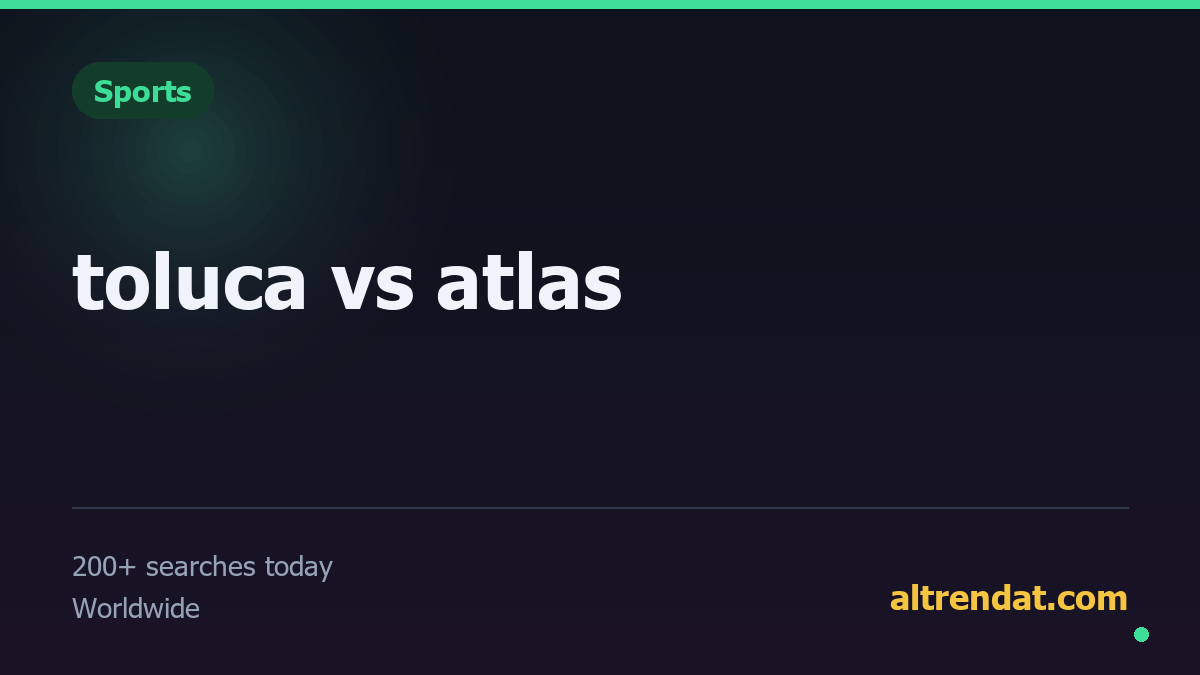 Sports
toluca vs atlas
200+ searches today
Worldwide
altrendat.com